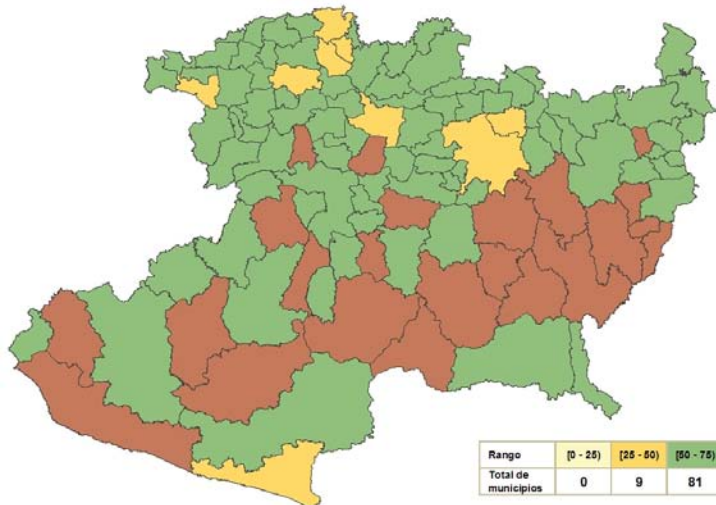 Rango [0 - 25) [25 - 50) [50 - 75)
Total de municipios 0 9 81